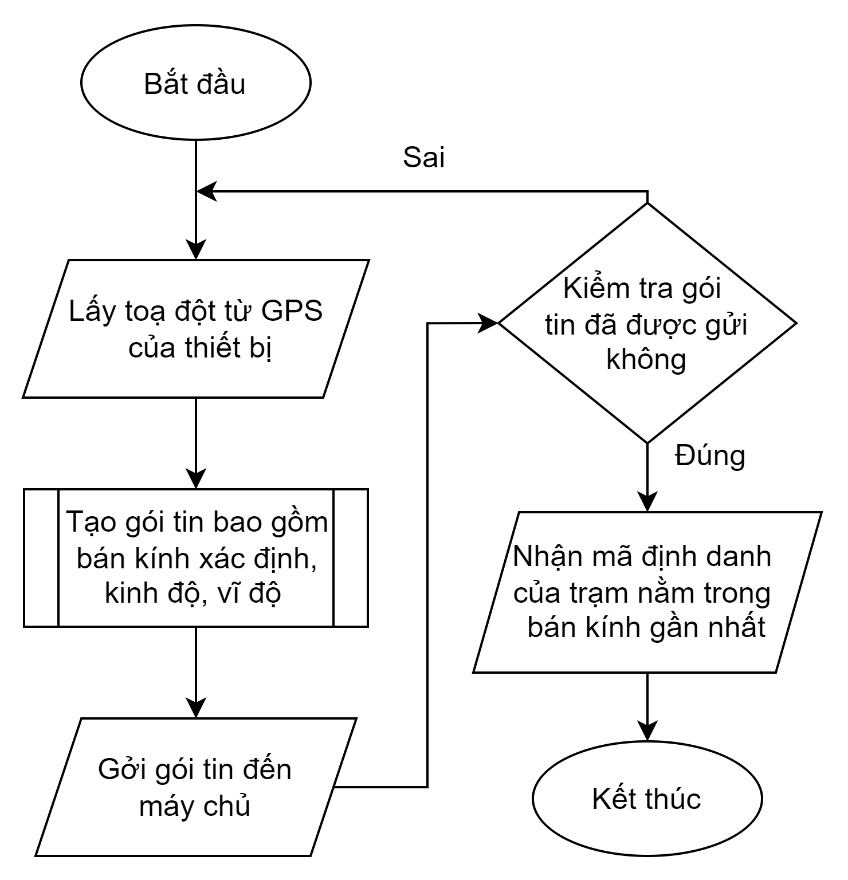 Bắt đầu
Sai
Lấy toạ đột từ GPS
của thiết bị
Tạo gói tin bao gồm
bán kính xác định,
kinh độ, vĩ độ
Gởi gói tin đến
máy chủ
Kiểm tra gói
tin đã được gửi
không
Đúng
Nhận mã định danh
của trạm nằm trong
bán kính gần nhất
Kết thúc